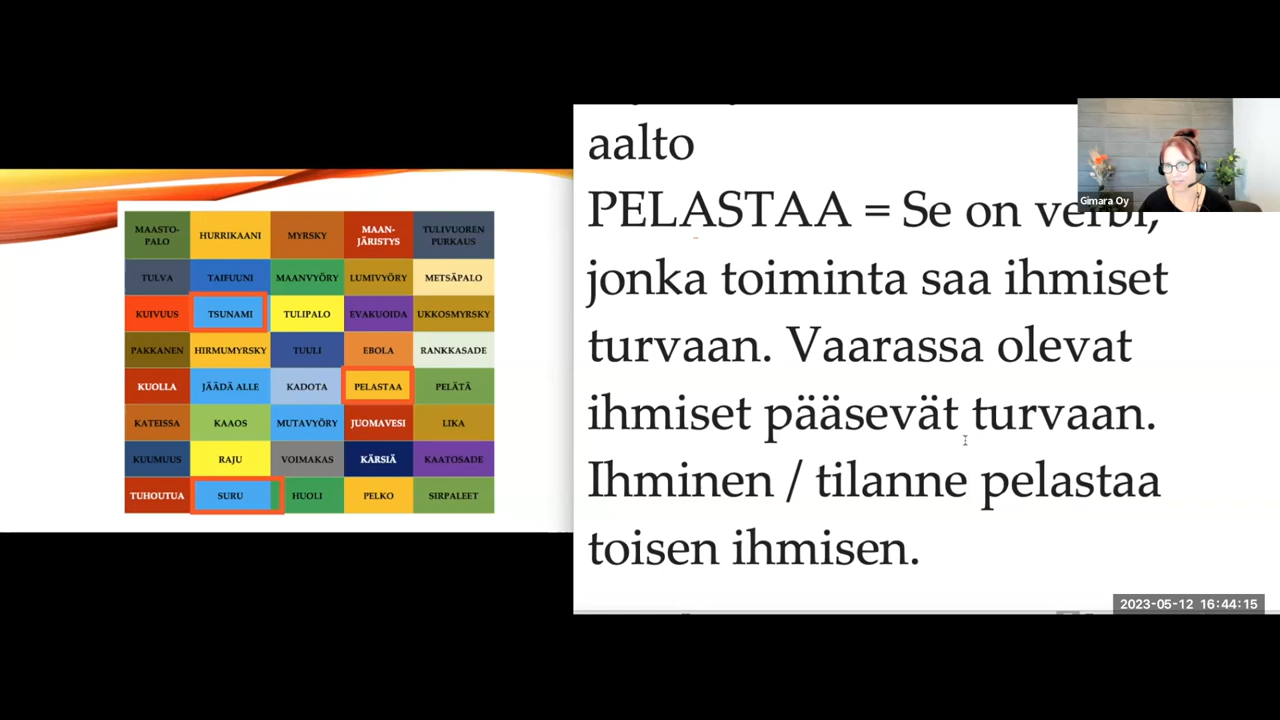 MAASTO-
PALO
HURRIKAANI
MYRSKY
MAAN-
JÄRISTYS
TULIVUOREN
PURKAUS
TULVA
TAIFUUNI
MAANVYÖRY
LUMIVYÖRY
METSÄPALO
KUIVUUS
TSUNAMI
TULIPALO
EVAKUOIDA
UKKOSMYRSKY
PAKKANEN
HIRMUMYRSKY
TUULI
EBOLA
RANKKASADE
KUOLLA
JÄÄDÄ ALLE
KADOTA
PELASTAA
PELÄTÄ
KATEISSA
KAAOS
MUTAVYÖRY
JUOMAVESI
LIKA
KUUMUUS
RAJU
VOIMAKAS
KÄRSIÄ
KAATOSADE
TUHOUTUA
SURU
HUOLI
PELKO
SIRPALEET
aalto
PELASTAA = Se on verbi,
jonka toiminta saa ihmiset
turvaan. Vaarassa olevat
ihmiset pääsevät turvaan.
Ihminen / tilanne pelastaa
toisen ihmisen.
Gimara Oy
2023-05-12 16:44:15